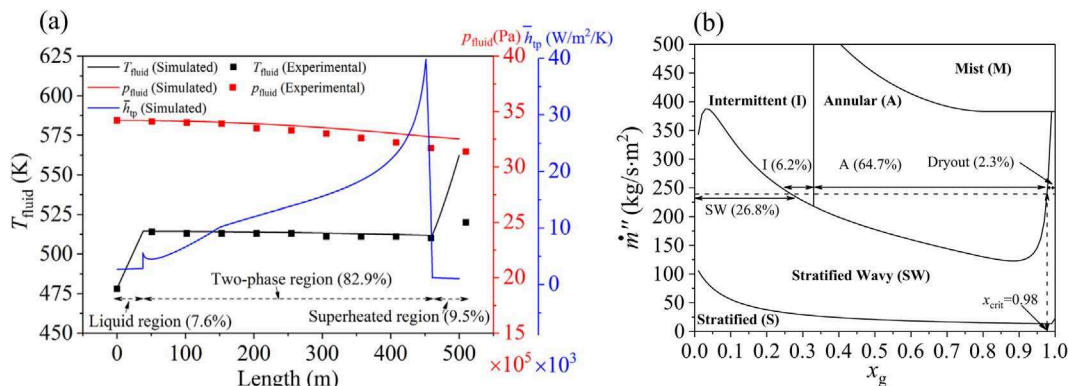 (a)
p_fluid(Pa) h̄_tp (W/m²/K)
T_fluid (Simulated)
T_fluid (Experimental)
p_fluid (Simulated)
p_fluid (Experimental)
h̄_tp (Simulated)
T_fluid (K)
625
600
575
550
525
500
475
450
40
35
30
25
20
15
40
30
20
10
0
Two-phase region (82.9%)
Liquid region (7.6%)
Superheated region (9.5%)
0 100 200 300 400 500
Length (m)
×10⁵ ×10³
(b)
ṁ" (kg/s·m²)
500
450
400
350
300
250
200
150
100
50
0
Mist (M)
Intermittent (I)
Annular (A)
I (6.2%)
A (64.7%)
Dryout (2.3%)
SW (26.8%)
Stratified Wavy (SW)
x_crit=0.98
Stratified (S)
0.0 0.1 0.2 0.3 0.4 0.5 0.6 0.7 0.8 0.9 1.0
x_g